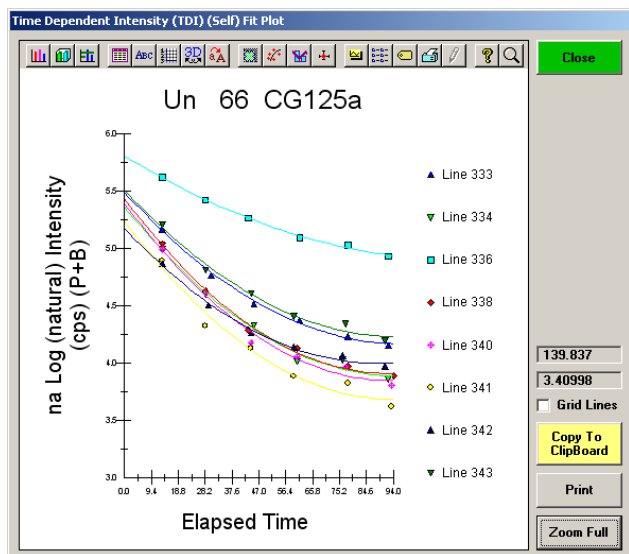 Time Dependent Intensity (TDI) (Self) Fit Plot
ABC
3D
Close
Un 66 CG125a
na Log (natural) Intensity
(cps) (P+B)
6.0
5.5
5.0
4.5
4.0
3.5
3.0
0.0 9.4 18.8 28.2 37.6 47.0 56.4 65.8 75.2 84.6 94.0
Elapsed Time
Line 333
Line 334
Line 336
Line 338
Line 340
Line 341
Line 342
Line 343
139.837
3.40998
Grid Lines
Copy To
ClipBoard
Print
Zoom Full